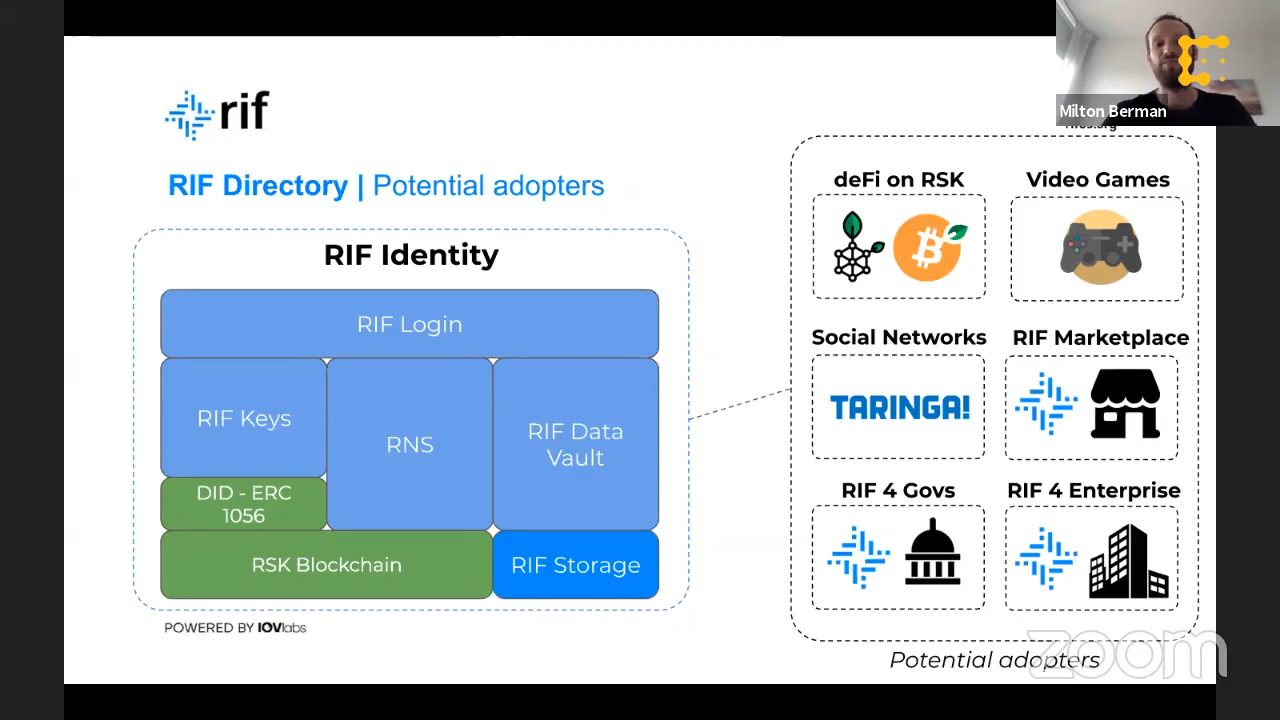 Milton Berman
rif
RIF Directory | Potential adopters
RIF Identity
RIF Login
RIF Keys
RNS
RIF Data
Vault
DID - ERC
1056
RSK Blockchain
RIF Storage
POWERED BY IOVlabs
deFi on RSK
Video Games
Social Networks
RIF Marketplace
TARINGA!
RIF 4 Govs
RIF 4 Enterprise
Potential adopters
zoom